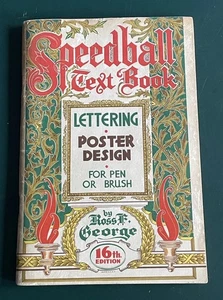 Speedball
Text Book
LETTERING
POSTER
DESIGN
FOR PEN
OR BRUSH
by
Ross F.
George
16th
EDITION